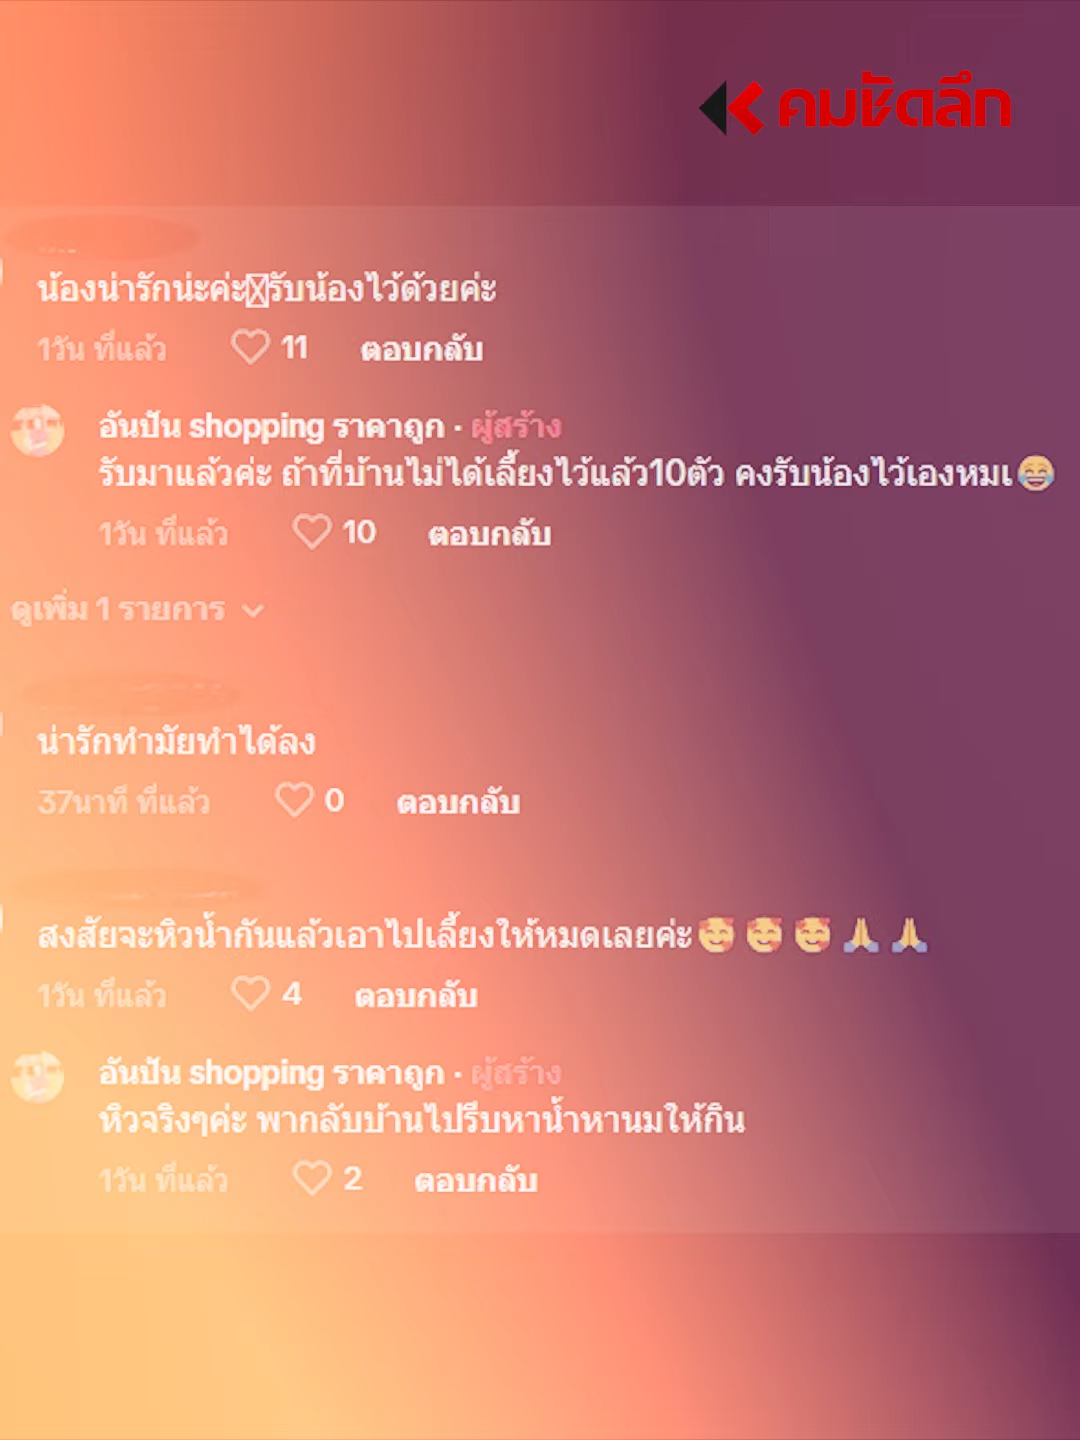 คมชัดลึก
น้องน่ารักน่ะค่ะรับน้องไว้ด้วยค่ะ
1วัน ที่แล้ว 11 ตอบกลับ
อันปัน shopping ราคาถูก · ผู้สร้าง
รับมาแล้วค่ะ ถ้าที่บ้านไม่ได้เลี้ยงไว้แล้ว10ตัว คงรับน้องไว้เองหมเ😂
1วัน ที่แล้ว 10 ตอบกลับ
ดูเพิ่ม 1 รายการ
น่ารักทำมัยทำได้ลง
37นาที ที่แล้ว 0 ตอบกลับ
สงสัยจะหิวน้ำกันแล้วเอาไปเลี้ยงให้หมดเลยค่ะ🥰🥰🥰🙏🙏
1วัน ที่แล้ว 4 ตอบกลับ
อันปัน shopping ราคาถูก · ผู้สร้าง
หิวจริงๆค่ะ พากลับบ้านไปรีบหาน้ำหานมให้กิน
1วัน ที่แล้ว 2 ตอบกลับ